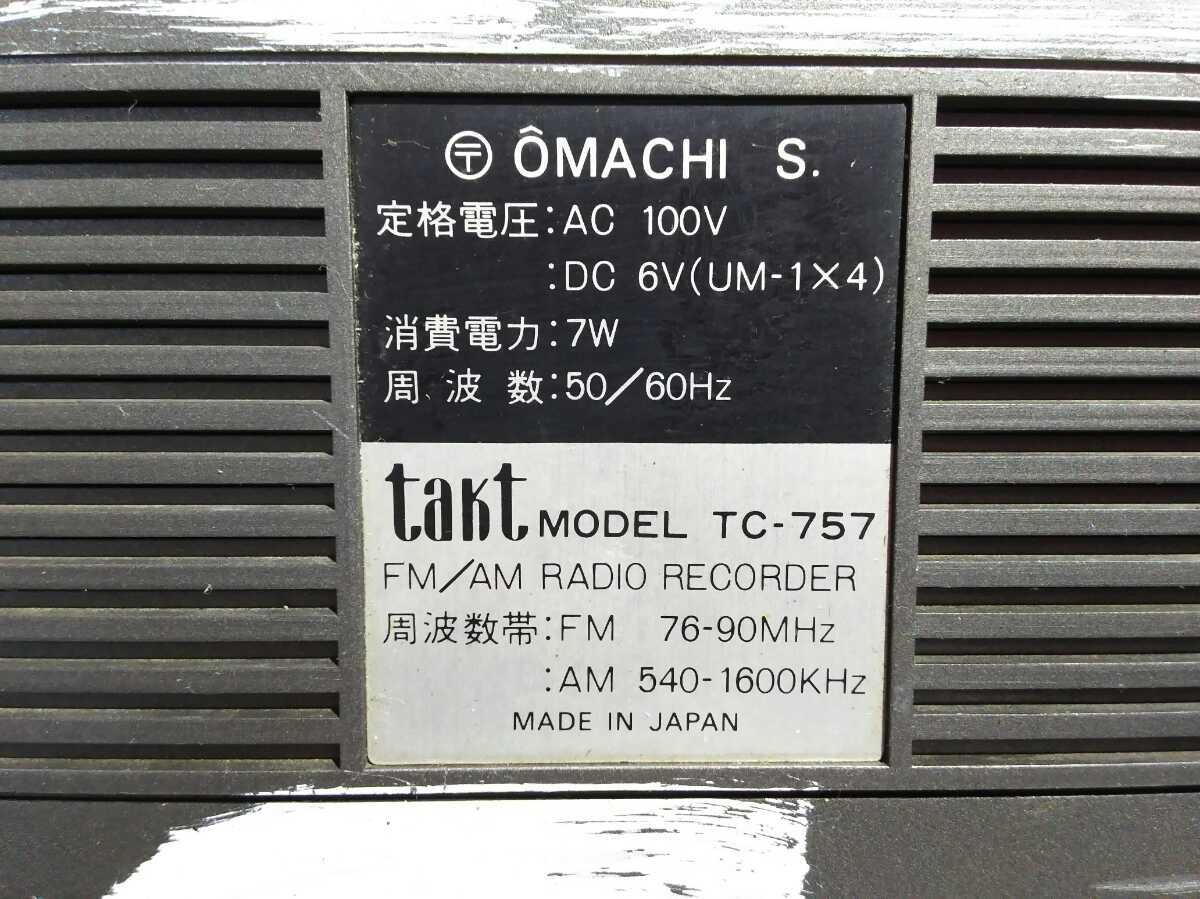 〶 ÔMACHI S.
定格電圧:AC 100V
:DC 6V(UM-1×4)
消費電力:7W
周波数:50/60Hz
takt MODEL TC-757
FM/AM RADIO RECORDER
周波数帯:FM 76-90MHz
:AM 540-1600KHz
MADE IN JAPAN